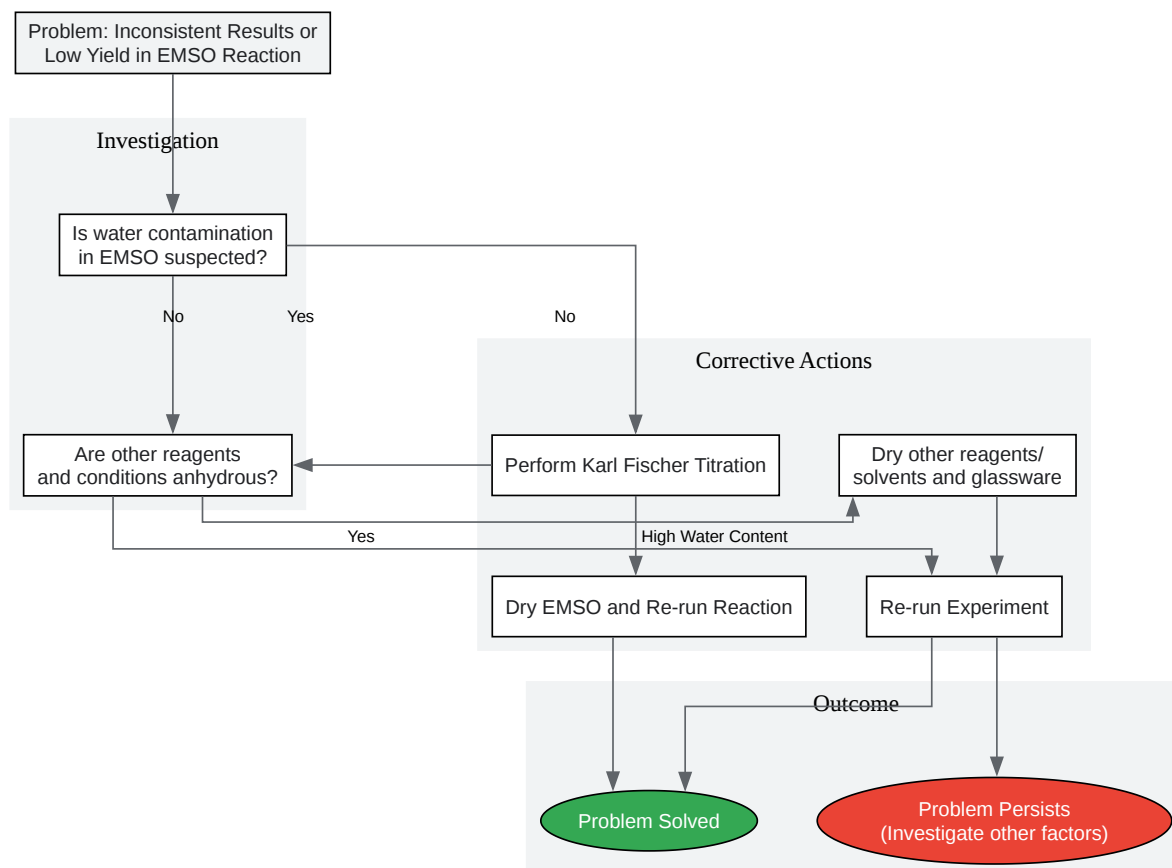 Problem: Inconsistent Results or
Low Yield in EMSO Reaction
Investigation
Is water contamination
in EMSO suspected?
No
Yes
No
Corrective Actions
Are other reagents
and conditions anhydrous?
Perform Karl Fischer Titration
Dry other reagents/
solvents and glassware
Yes
High Water Content
Dry EMSO and Re-run Reaction
Re-run Experiment
Outcome
Problem Solved
Problem Persists
(Investigate other factors)